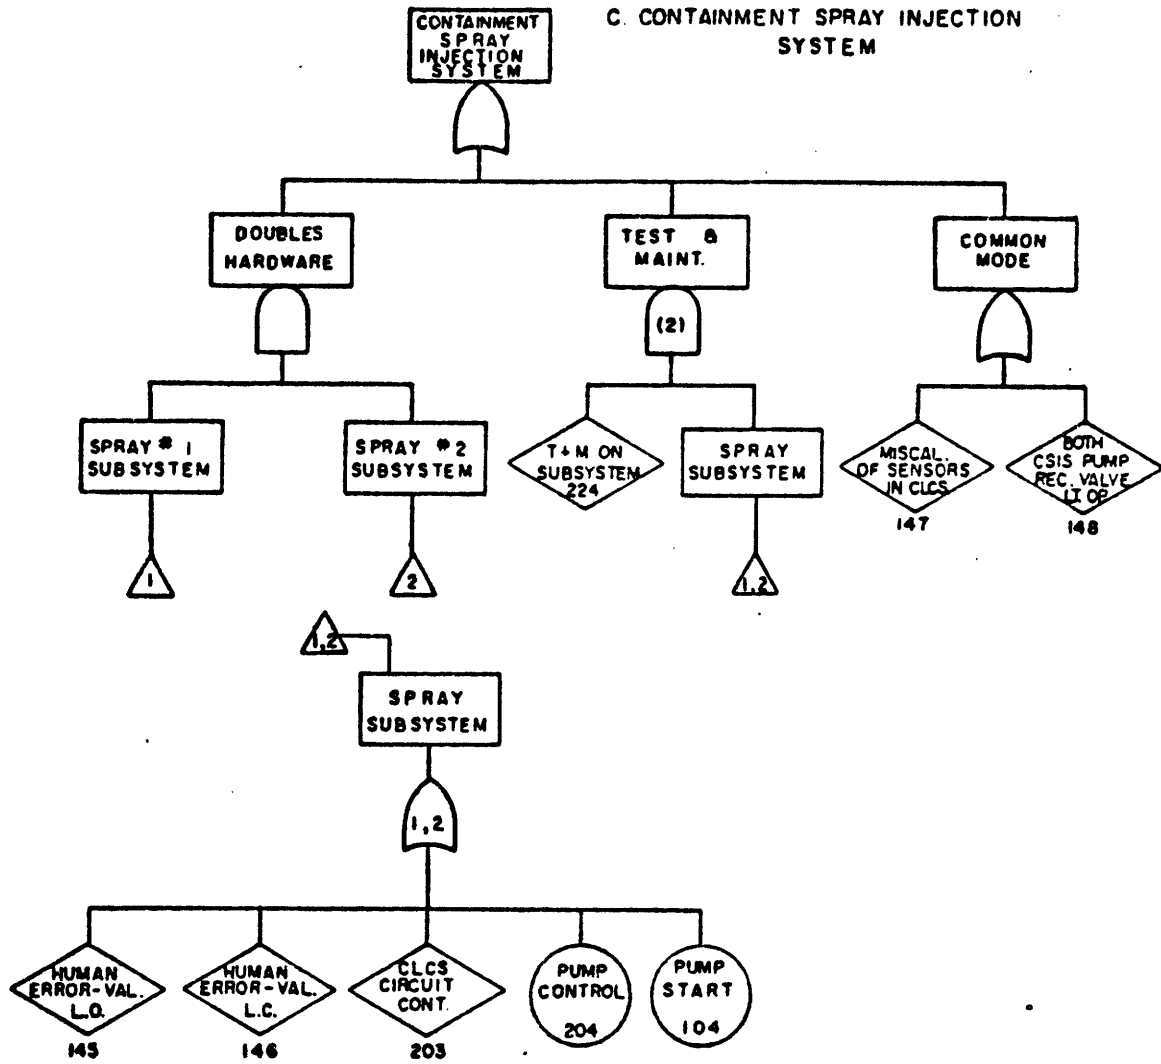 C. CONTAINMENT SPRAY INJECTION
SYSTEM
CONTAINMENT
SPRAY
INJECTION
SYSTEM
DOUBLES
HARDWARE
TEST &
MAINT.
COMMON
MODE
(2)
SPRAY # 1
SUBSYSTEM
SPRAY # 2
SUBSYSTEM
T + M ON
SUBSYSTEM
224
SPRAY
SUBSYSTEM
MISCAL.
OF SENSORS
IN CLCS
147
BOTH
CSIS PUMP
REC. VALVE
LT OP
148
1
2
1,2
1,2
SPRAY
SUBSYSTEM
1,2
HUMAN
ERROR-VAL.
L.O.
145
HUMAN
ERROR-VAL.
L.C.
146
CLCS
CIRCUIT
CONT.
203
PUMP
CONTROL
204
PUMP
START
104